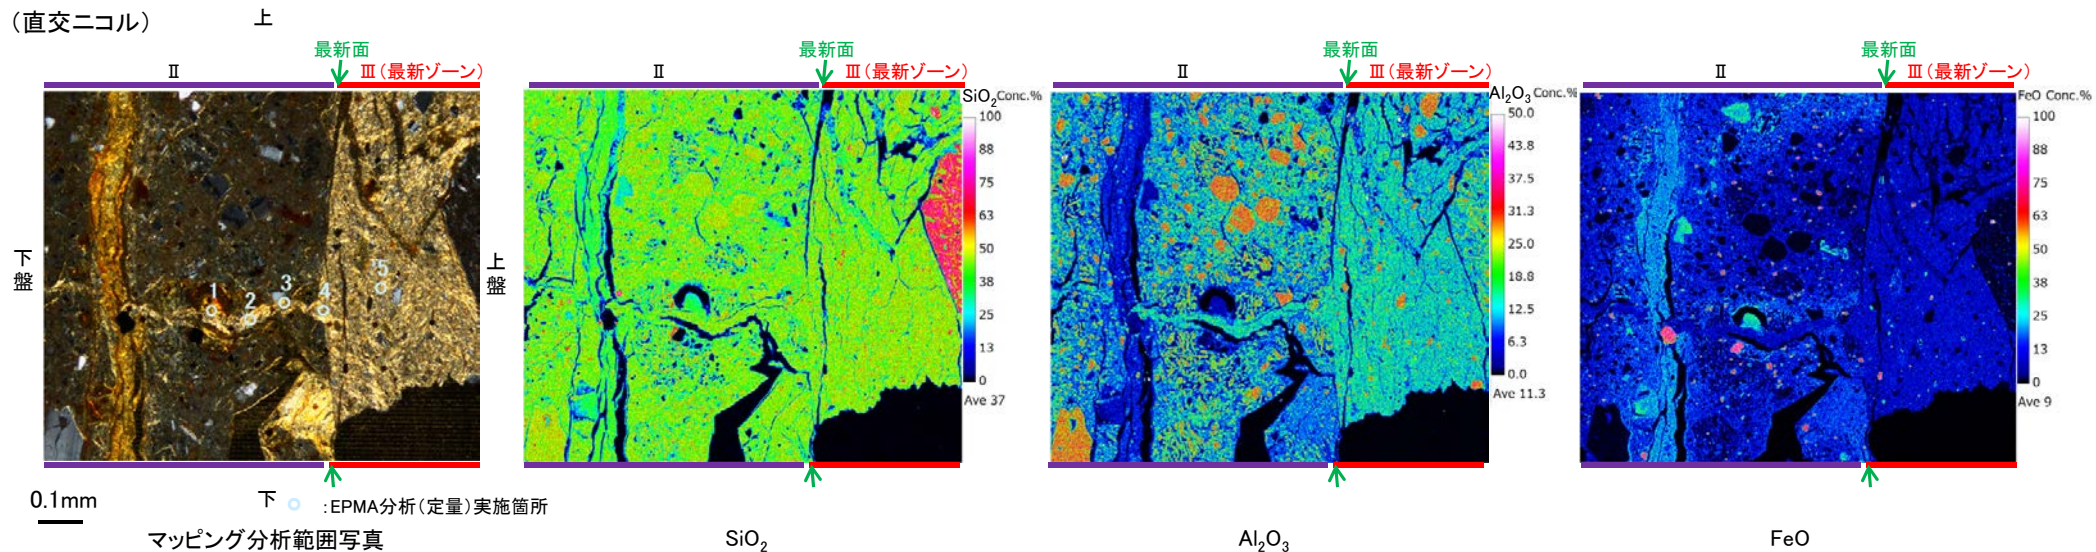 （直交ニコル）
上
最新面
Ⅱ
Ⅲ（最新ゾーン）
下盤
上盤
1
2
3
4
5
0.1mm
下
:EPMA分析（定量）実施箇所
マッピング分析範囲写真
最新面
Ⅱ
Ⅲ（最新ゾーン）
SiO₂ Conc.%
100
88
75
63
50
38
25
13
0
Ave 37
SiO₂
最新面
Ⅱ
Ⅲ（最新ゾーン）
Al₂O₃ Conc.%
50.0
43.8
37.5
31.3
25.0
18.8
12.5
6.3
0.0
Ave 11.3
Al₂O₃
最新面
Ⅱ
Ⅲ（最新ゾーン）
FeO Conc.%
100
88
75
63
50
38
25
13
0
Ave 9
FeO